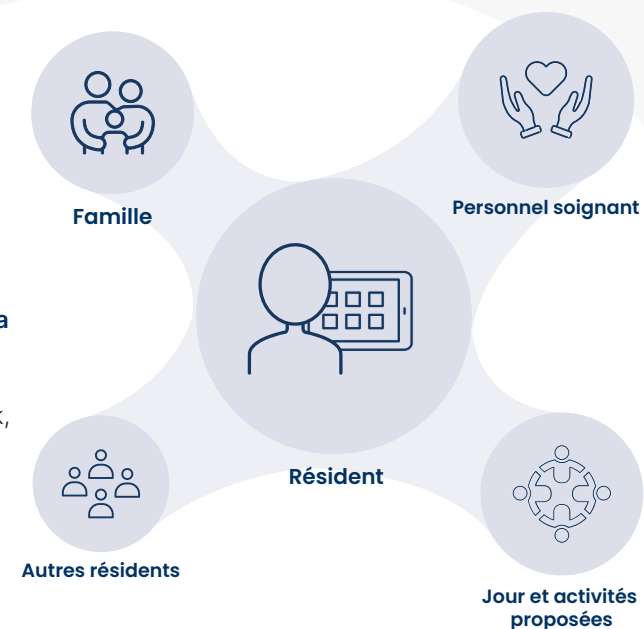 Famille
Personnel soignant
a
,
Résident
Autres résidents
Jour et activités
proposées